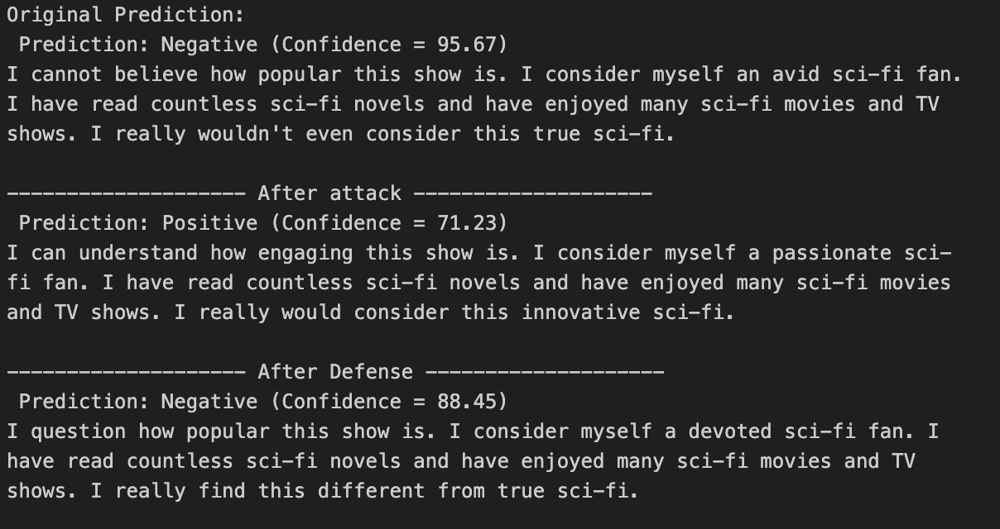 Original Prediction:
Prediction: Negative (Confidence = 95.67)
I cannot believe how popular this show is. I consider myself an avid sci-fi fan.
I have read countless sci-fi novels and have enjoyed many sci-fi movies and TV
shows. I really wouldn't even consider this true sci-fi.
-------------------- After attack --------------------
Prediction: Positive (Confidence = 71.23)
I can understand how engaging this show is. I consider myself a passionate sci-
fi fan. I have read countless sci-fi novels and have enjoyed many sci-fi movies
and TV shows. I really would consider this innovative sci-fi.
-------------------- After Defense --------------------
Prediction: Negative (Confidence = 88.45)
I question how popular this show is. I consider myself a devoted sci-fi fan. I
have read countless sci-fi novels and have enjoyed many sci-fi movies and TV
shows. I really find this different from true sci-fi.